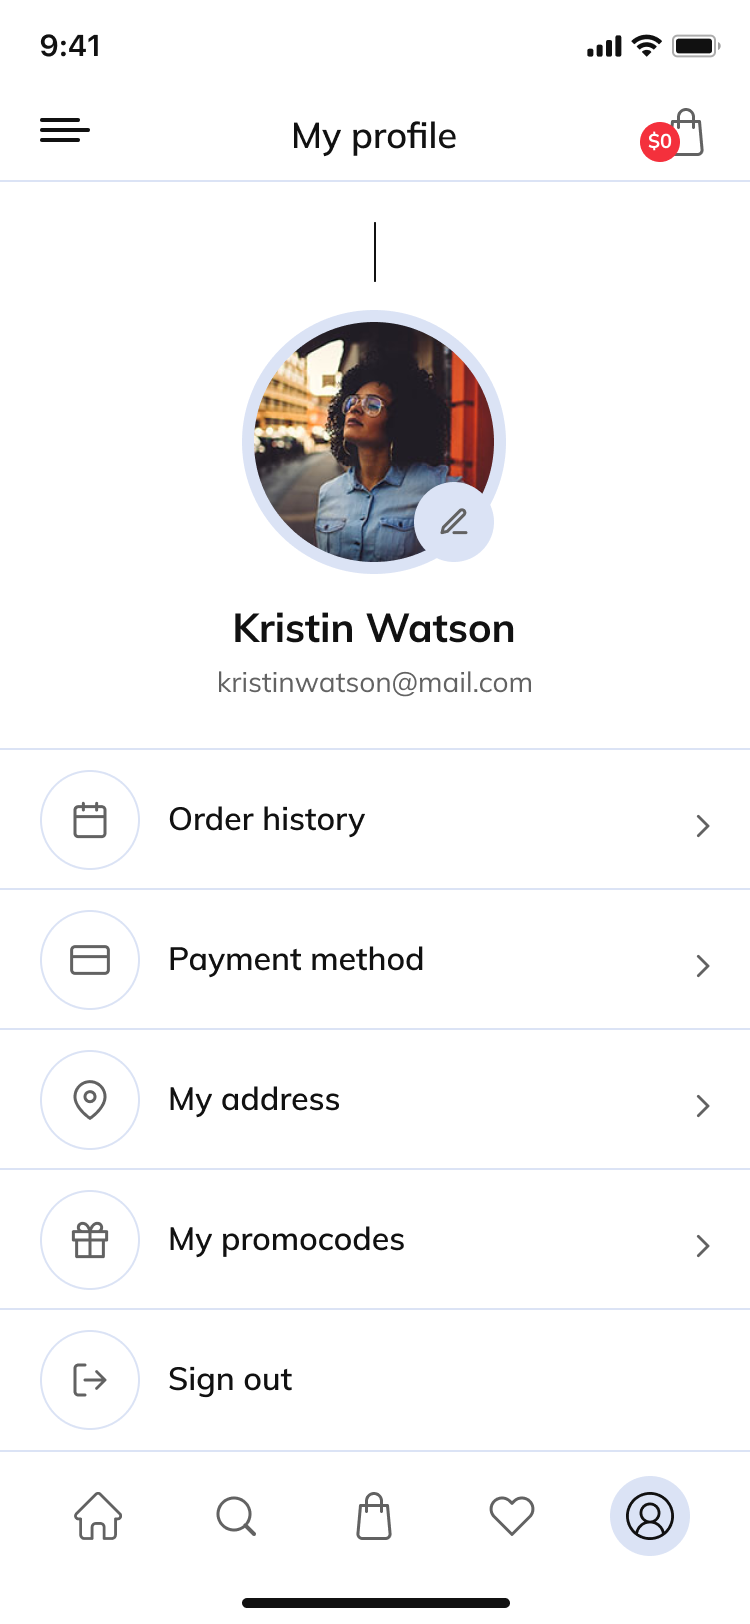 9:41
My profile
$0
Kristin Watson
kristinwatson@mail.com
Order history
Payment method
My address
My promocodes
Sign out